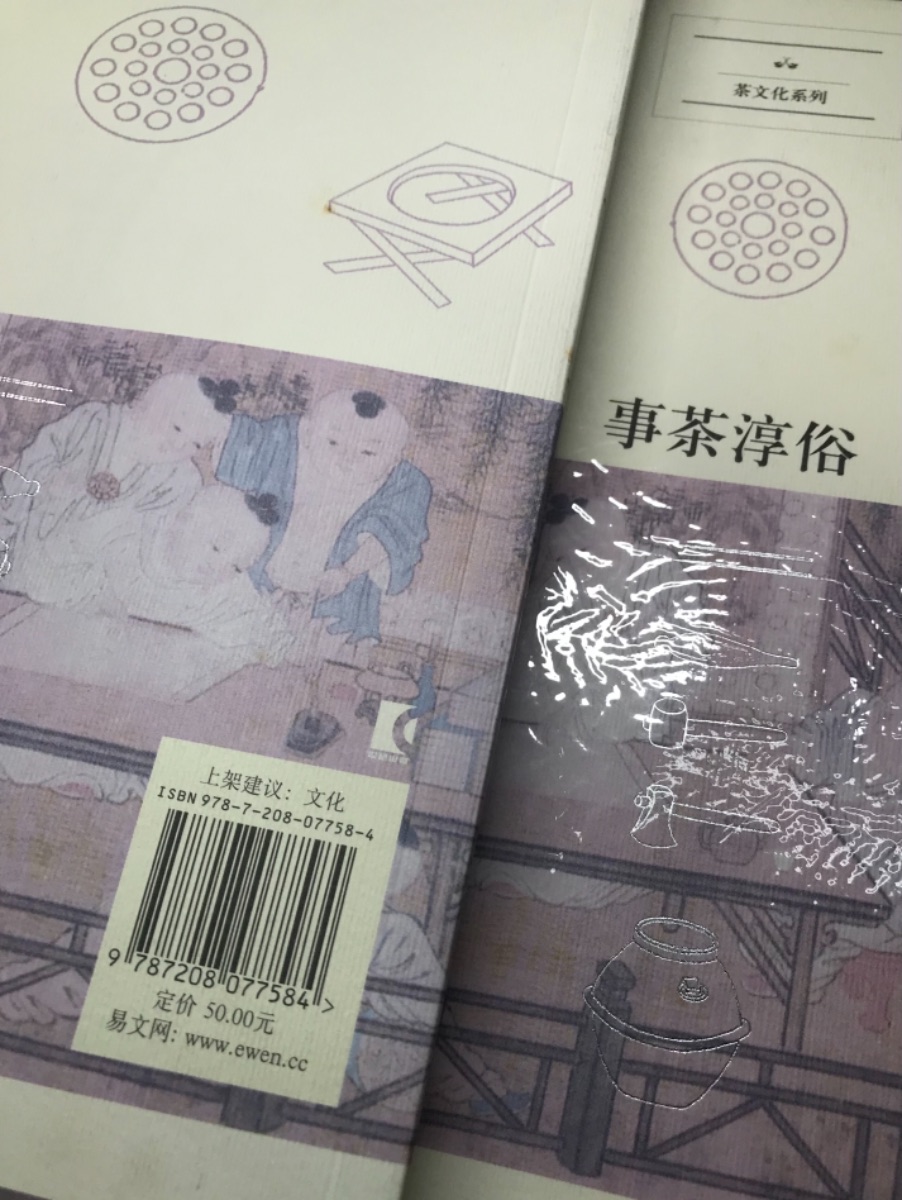 茶文化系列
事茶淳俗
上架建议：文化
ISBN 978-7-208-07758-4
9 787208 077584 >
定价 50.00元
易文网: www.ewen.cc